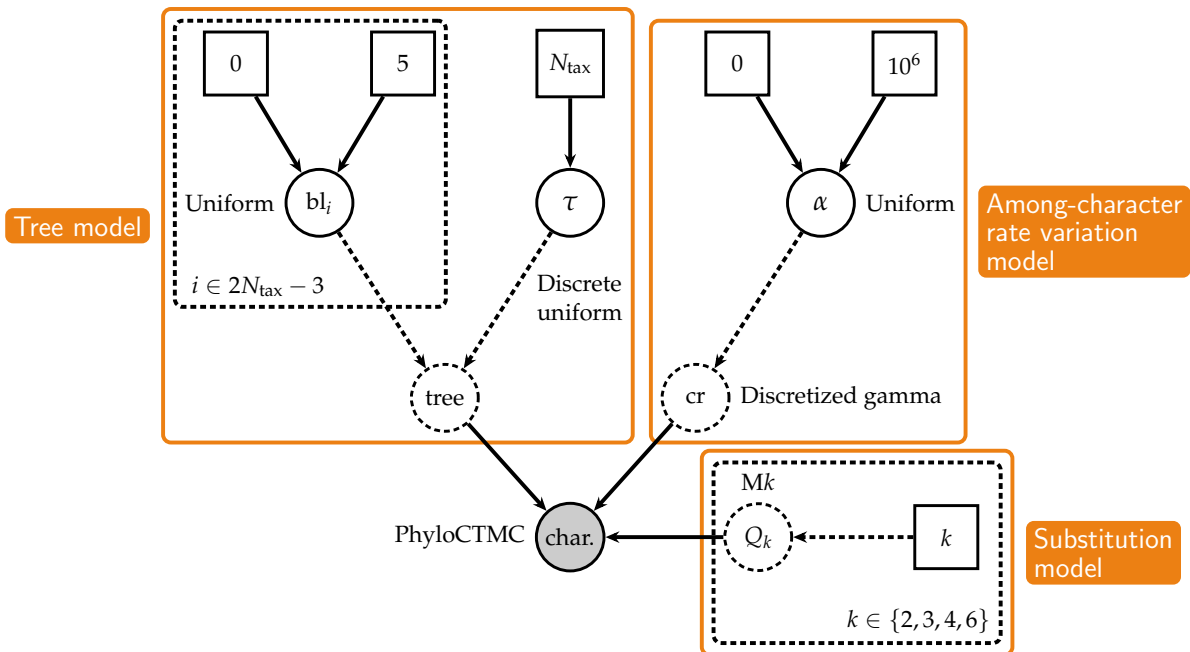 0
5
N_tax
0
10^6
Uniform
bl_i
τ
α
Uniform
Tree model
Among-character
rate variation
model
i ∈ 2N_tax − 3
Discrete
uniform
tree
cr
Discretized gamma
Mk
PhyloCTMC
char.
Q_k
k
Substitution
model
k ∈ {2, 3, 4, 6}